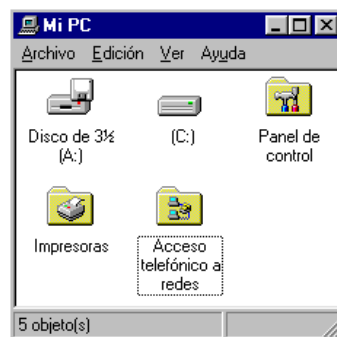 Mi PC
Archivo Edición Ver Ayuda
Disco de 3½ (C:) Panel de
(A:) control
Impresoras Acceso
telefónico a
redes
5 objeto(s)